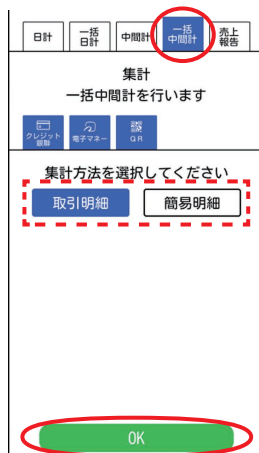 日計
一括
日計
中間計
一括
中間計
売上
報告
集計
一括中間計を行います
クレジット
銀聯
電子マネー
QR
集計方法を選択してください
取引明細
簡易明細
OK